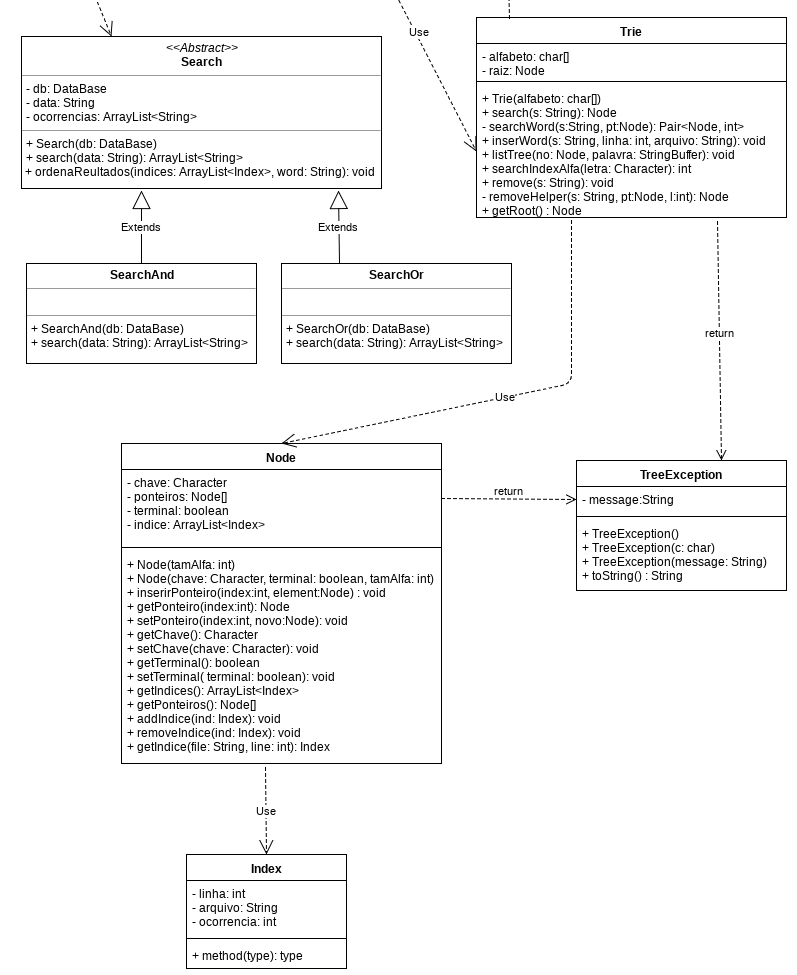 Use
<<Abstract>>
Search
- db: DataBase
- data: String
- ocorrencias: ArrayList<String>
+ Search(db: DataBase)
+ search(data: String): ArrayList<String>
+ ordenaReultados(indices: ArrayList<Index>, word: String): void
Trie
- alfabeto: char[]
- raiz: Node
+ Trie(alfabeto: char[])
+ search(s: String): Node
- searchWord(s:String, pt:Node): Pair<Node, int>
+ inserWord(s: String, linha: int, arquivo: String): void
+ listTree(no: Node, palavra: StringBuffer): void
+ searchIndexAlfa(letra: Character): int
+ remove(s: String): void
- removeHelper(s: String, pt:Node, l:int): Node
+ getRoot() : Node
Extends
Extends
SearchAnd
+ SearchAnd(db: DataBase)
+ search(data: String): ArrayList<String>
SearchOr
+ SearchOr(db: DataBase)
+ search(data: String): ArrayList<String>
return
Use
Node
- chave: Character
- ponteiros: Node[]
- terminal: boolean
- indice: ArrayList<Index>
+ Node(tamAlfa: int)
+ Node(chave: Character, terminal: boolean, tamAlfa: int)
+ inserirPonteiro(index:int, element:Node) : void
+ getPonteiro(index:int): Node
+ setPonteiro(index:int, novo:Node): void
+ getChave(): Character
+ setChave(chave: Character): void
+ getTerminal(): boolean
+ setTerminal( terminal: boolean): void
+ getIndices(): ArrayList<Index>
+ getPonteiros(): Node[]
+ addIndice(ind: Index): void
+ removeIndice(ind: Index): void
+ getIndice(file: String, line: int): Index
return
TreeException
- message:String
+ TreeException()
+ TreeException(c: char)
+ TreeException(message: String)
+ toString() : String
Use
Index
- linha: int
- arquivo: String
- ocorrencia: int
+ method(type): type